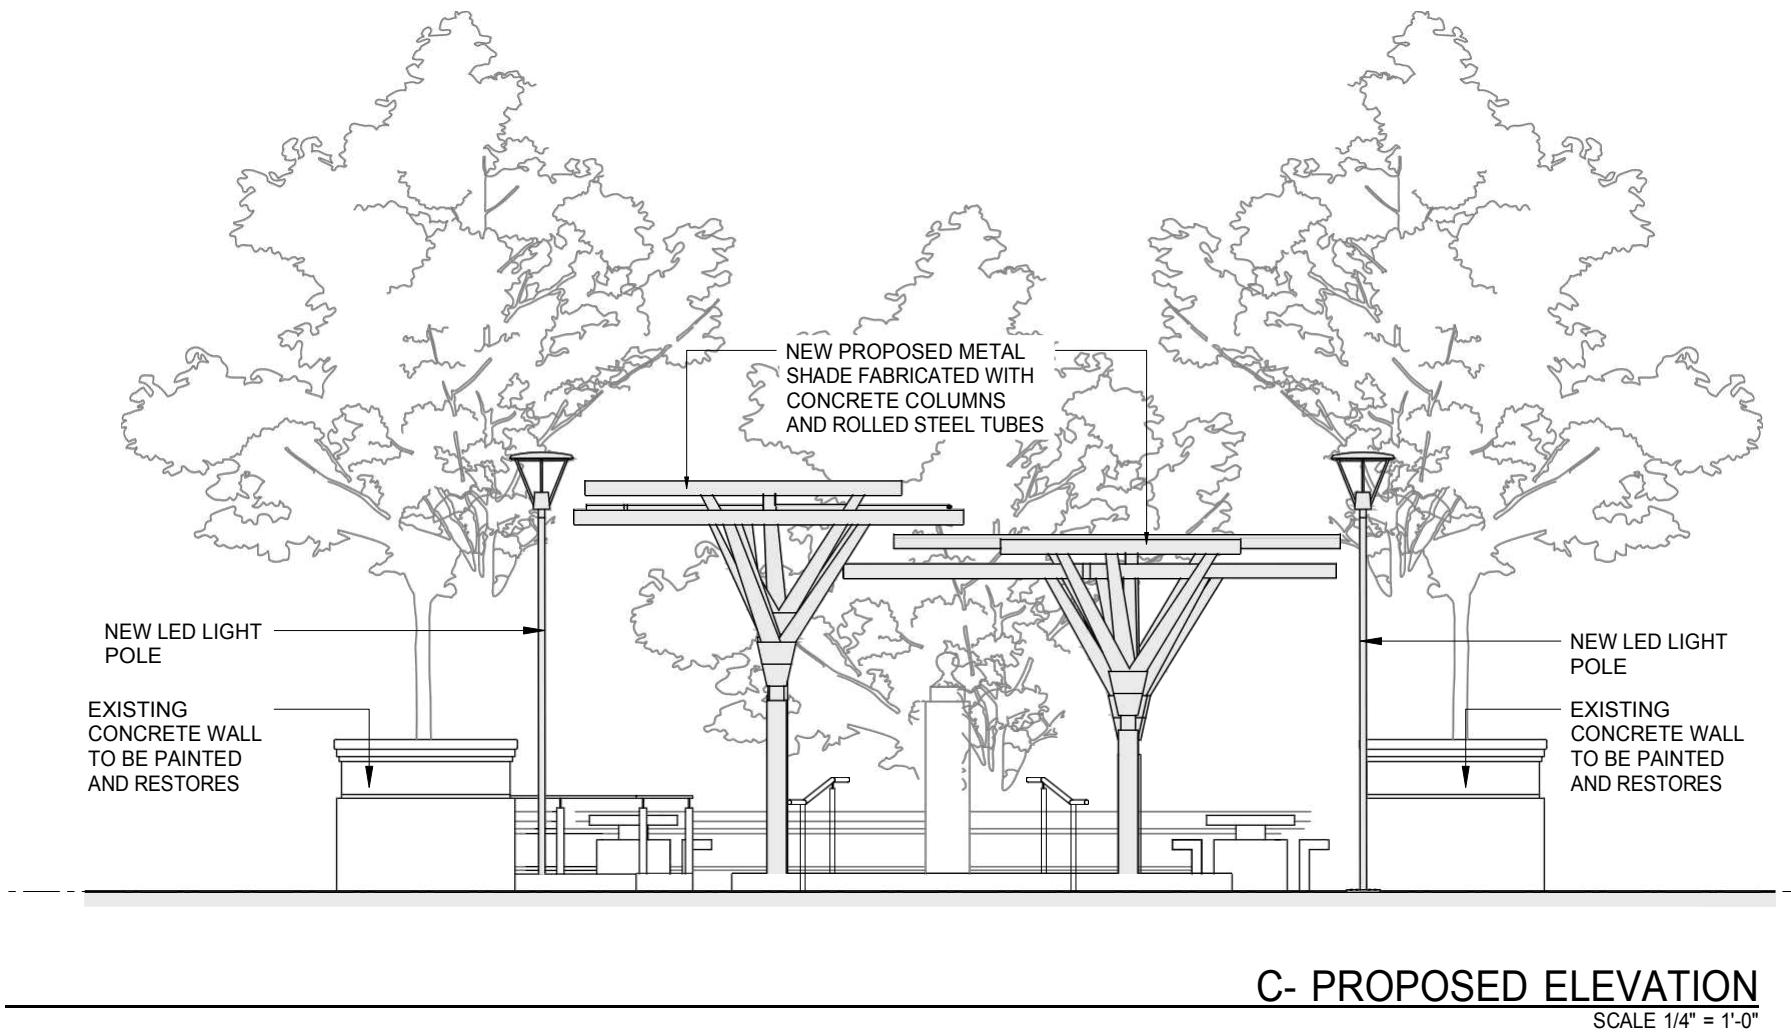 NEW PROPOSED METAL
SHADE FABRICATED WITH
CONCRETE COLUMNS
AND ROLLED STEEL TUBES
NEW LED LIGHT
POLE
EXISTING
CONCRETE WALL
TO BE PAINTED
AND RESTORES
NEW LED LIGHT
POLE
EXISTING
CONCRETE WALL
TO BE PAINTED
AND RESTORES
C- PROPOSED ELEVATION
SCALE 1/4" = 1'-0"